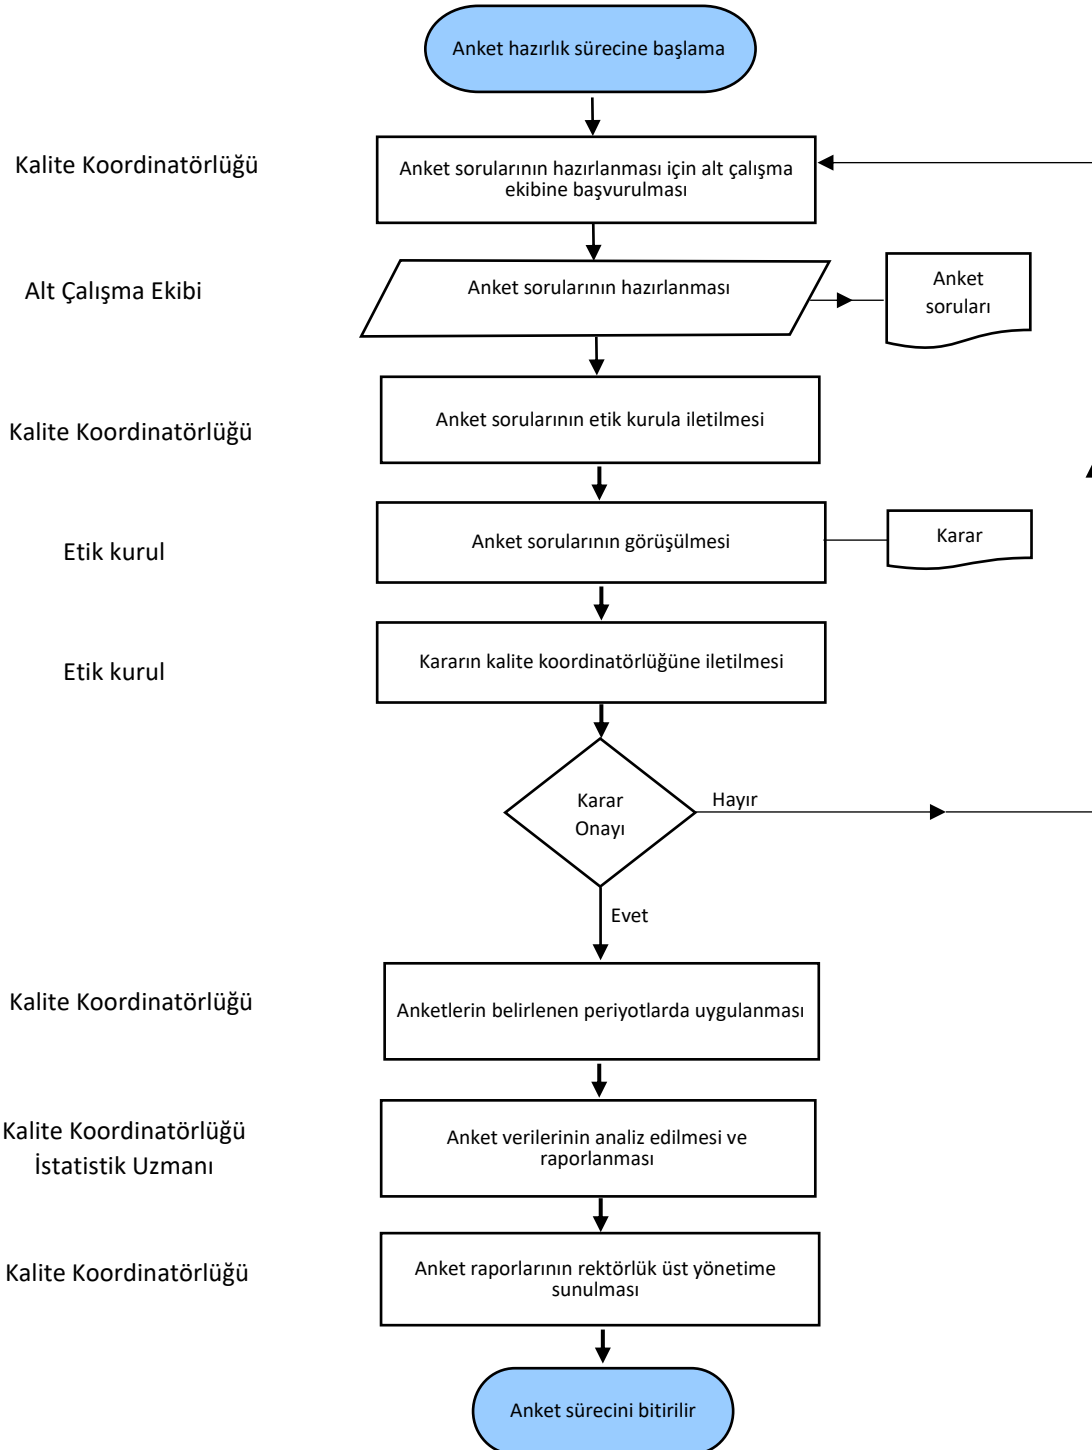 Anket hazırlık sürecine başlama
Kalite Koordinatörlüğü
Anket sorularının hazırlanması için alt çalışma
ekibine başvurulması
Alt Çalışma Ekibi
Anket sorularının hazırlanması
Anket
soruları
Kalite Koordinatörlüğü
Anket sorularının etik kurula iletilmesi
Etik kurul
Anket sorularının görüşülmesi
Karar
Etik kurul
Kararın kalite koordinatörlüğüne iletilmesi
Karar
Onayı
Hayır
Evet
Kalite Koordinatörlüğü
Anketlerin belirlenen periyotlarda uygulanması
Kalite Koordinatörlüğü
İstatistik Uzmanı
Anket verilerinin analiz edilmesi ve
raporlanması
Kalite Koordinatörlüğü
Anket raporlarının rektörlük üst yönetime
sunulması
Anket sürecini bitirilir